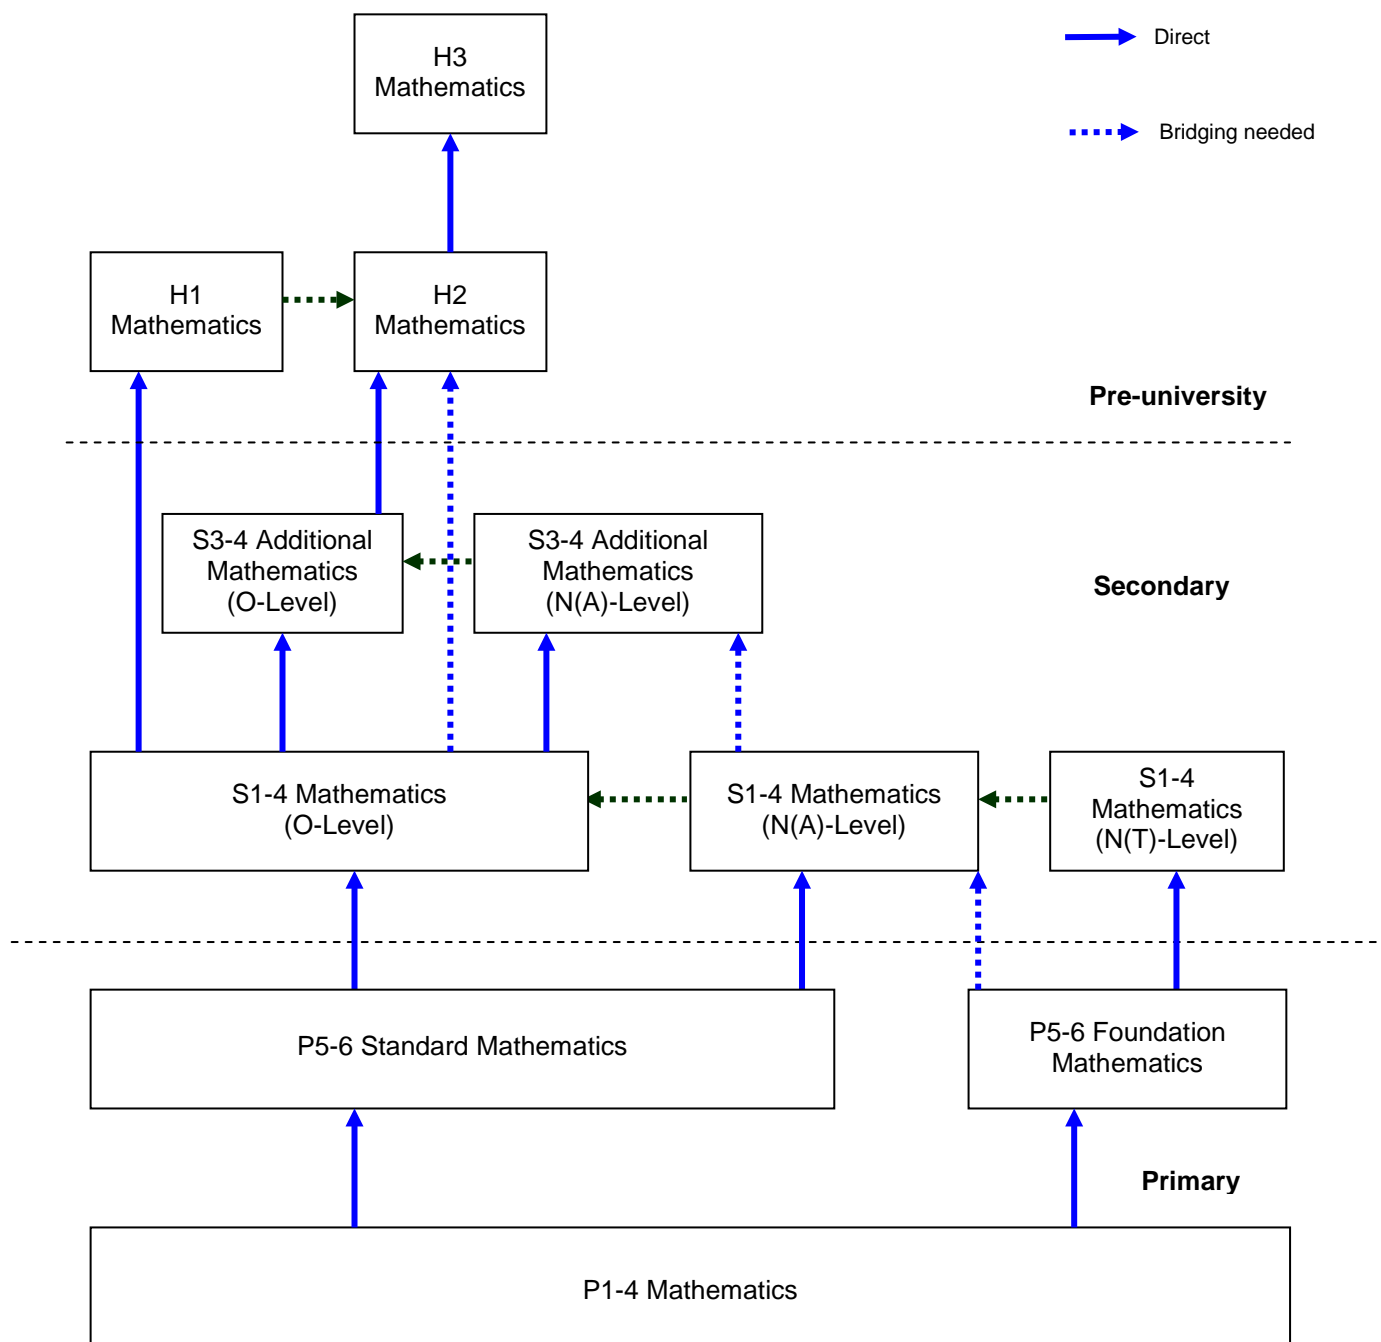 H3
Mathematics
Direct
Bridging needed
H1
Mathematics
H2
Mathematics
Pre-university
S3-4 Additional
Mathematics
(O-Level)
S3-4 Additional
Mathematics
(N(A)-Level)
Secondary
S1-4 Mathematics
(O-Level)
S1-4 Mathematics
(N(A)-Level)
S1-4
Mathematics
(N(T)-Level)
P5-6 Standard Mathematics
P5-6 Foundation
Mathematics
Primary
P1-4 Mathematics